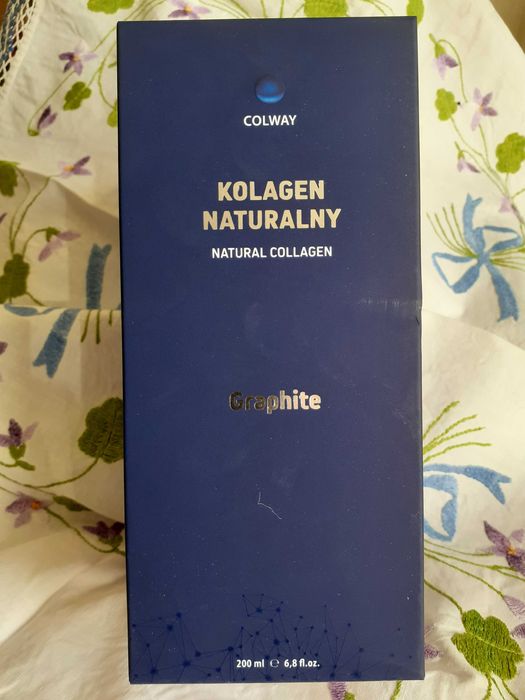 COLWAY
KOLAGEN
NATURALNY
NATURAL COLLAGEN
Graphite
200 ml ℮ 6,8 fl.oz.